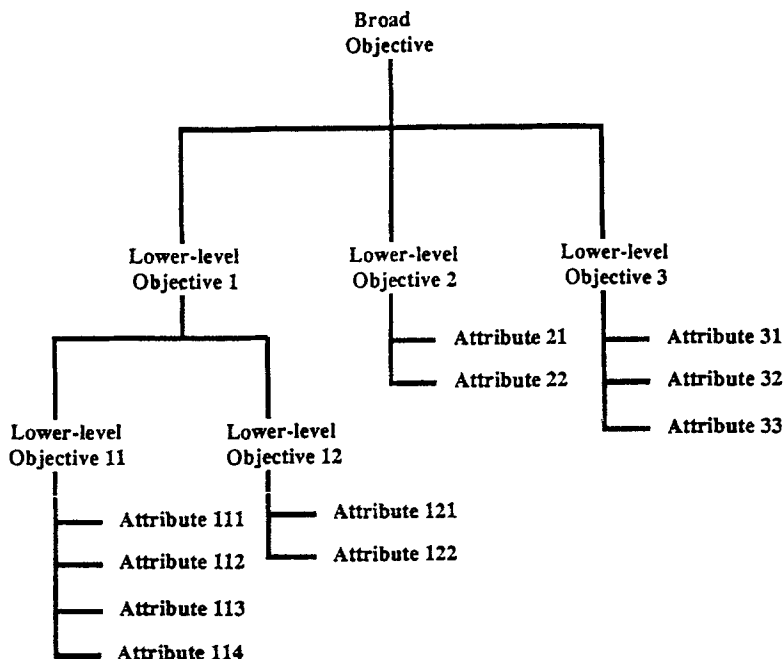 Broad
Objective
Lower-level
Objective 1
Lower-level
Objective 2
Lower-level
Objective 3
Attribute 21
Attribute 22
Attribute 31
Attribute 32
Attribute 33
Lower-level
Objective 11
Lower-level
Objective 12
Attribute 111
Attribute 112
Attribute 113
Attribute 114
Attribute 121
Attribute 122